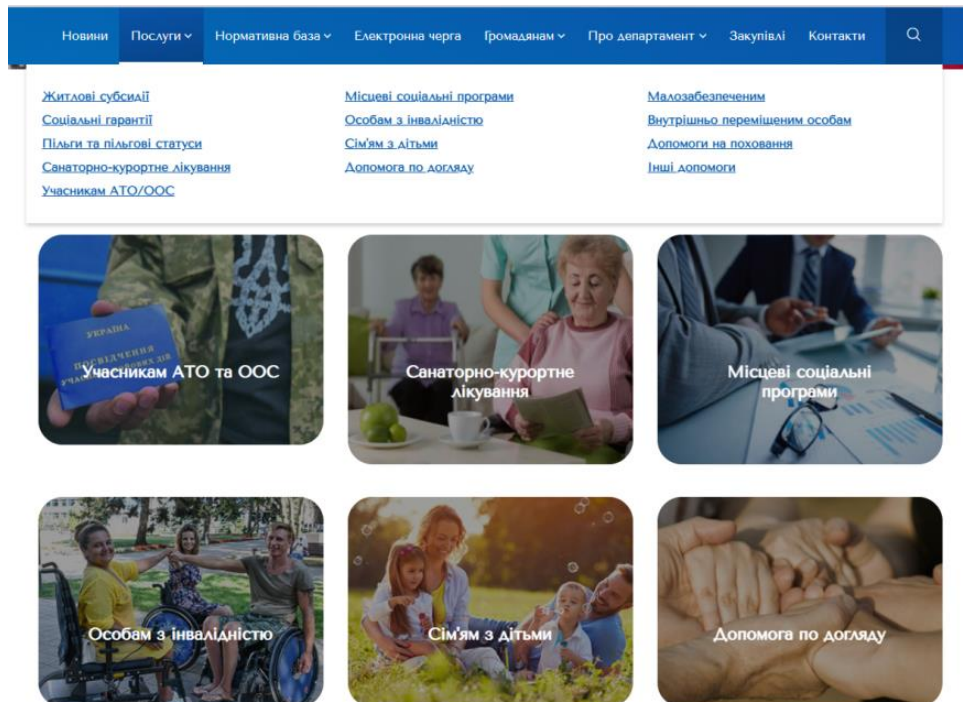 Новини Послуги Нормативна база Електронна черга Громадянам Про департамент Закупівлі Контакти
Житлові субсидії
Соціальні гарантії
Пільги та пільгові статуси
Санаторно-курортне лікування
Учасникам АТО/ООС
Місцеві соціальні програми
Особам з інвалідністю
Сім'ям з дітьми
Допомога по догляду
Малозабезпеченим
Внутрішньо переміщеним особам
Допомоги на поховання
Інші допомоги
УКРАЇНА
ПОСВІДЧЕННЯ
Учасникам АТО та ООС
Санаторно-курортне
лікування
Місцеві соціальні
програми
Особам з інвалідністю
Сім'ям з дітьми
Допомога по догляду